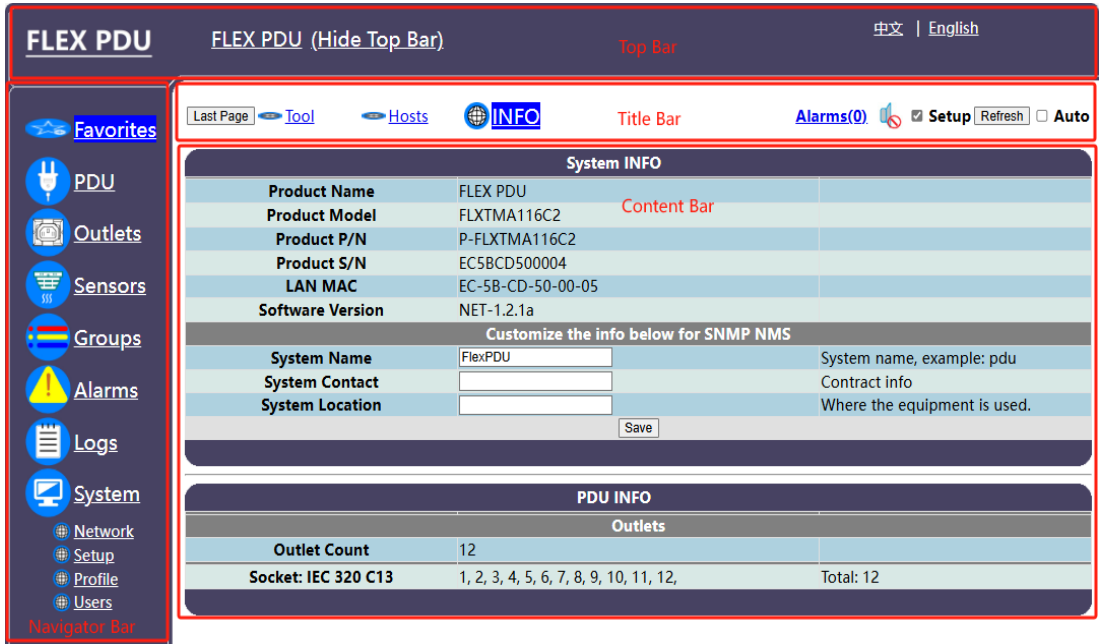 FLEX PDU FLEX PDU (Hide Top Bar) Top Bar 中文 | English
Last Page Tool Hosts INFO Title Bar Alarms(0) Setup Refresh Auto
Favorites
PDU
Outlets
Sensors
Groups
Alarms
Logs
System
Network
Setup
Profile
Users
Navigator Bar
System INFO
Product Name FLEX PDU
Content Bar
Product Model FLXTMA116C2
Product P/N P-FLXTMA116C2
Product S/N EC5BCD500004
LAN MAC EC-5B-CD-50-00-05
Software Version NET-1.2.1a
Customize the info below for SNMP NMS
System Name FlexPDU System name, example: pdu
System Contact Contract info
System Location Where the equipment is used.
Save
PDU INFO
Outlets
Outlet Count 12
Socket: IEC 320 C13 1, 2, 3, 4, 5, 6, 7, 8, 9, 10, 11, 12, Total: 12